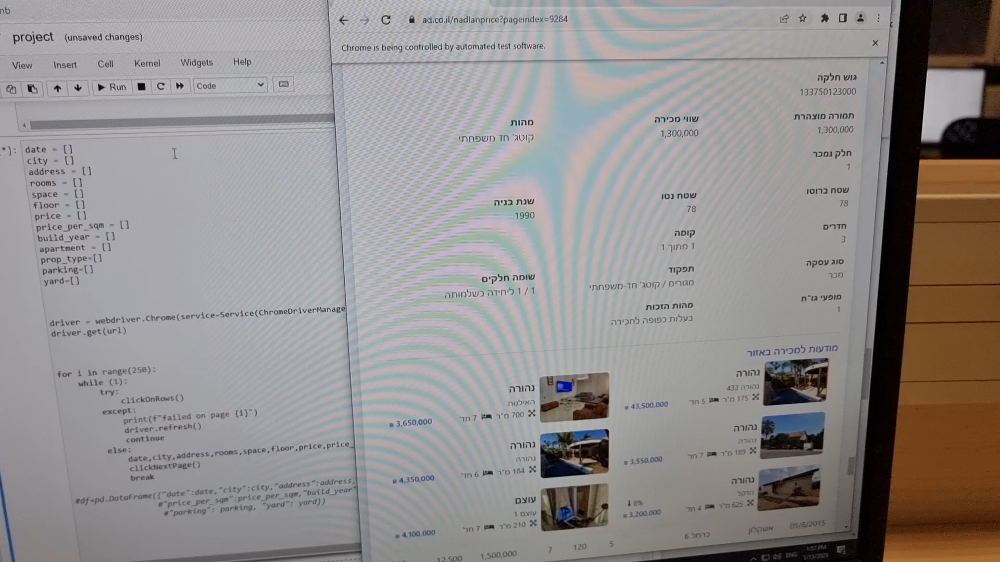 nb
project (unsaved changes)
View Insert Cell Kernel Widgets Help
Run Code
*]: date = []
city = []
address = []
rooms = []
space = []
floor = []
price = []
price_per_sqm = []
build_year = []
apartment = []
prop_type=[]
parking=[]
yard=[]
driver = webdriver.Chrome(service=Service(ChromeDriverManage
driver.get(url)
for i in range(250):
while (1):
try:
clickOnRows()
except:
print(f"failed on page {i}")
driver.refresh()
continue
else:
date,city,address,rooms,space,floor,price,price_
clickNextPage()
break
#df=pd.DataFrame({"date":date,"city":city,"address":address,
#"price_per_sqm":price_per_sqm,"build_year"
#"parking": parking, "yard": yard))
ad.co.il/nadlanprice?pageindex=9284
Chrome is being controlled by automated test software.
גוש חלקה
133750123000
תמורה מוצהרת
1,300,000
שווי מכירה
1,300,000
מהות
קוטג' חד משפחתי
חלק נמכר
1
שטח ברוטו
78
שטח נטו
78
שנת בניה
1990
חדרים
3
קומה
1 מתוך 1
סוג עסקה
מכר
תפקוד
מגורים / קוטג' חד-משפחתי
שומה חלקים
1 / 1 ליחידה בשלמותה
מופעי גו"ח
1
מהות הזכות
בעלות כפופה לחכירה
מודעות למכירה באזור
נהורה
נהורה 433
175 מ"ר 5 חד'
₪ 43,500,000
נהורה
האילנות
700 מ"ר 7 חד'
₪ 3,650,000
נהורה
נהורה
189 מ"ר 7 חד'
₪ 3,550,000
נהורה
נהורה
184 מ"ר 6 חד'
₪ 4,350,000
נהורה
הדקל
625 מ"ר 4 חד'
8%
₪ 3,200,000
עוצם
עוצם 1
210 מ"ר 7 חד'
₪ 4,100,000
05/8/2015 אשקלון כרמל 6
5 120 7 1,500,000 12,500
ENG 1:57 PM
1/13/2023